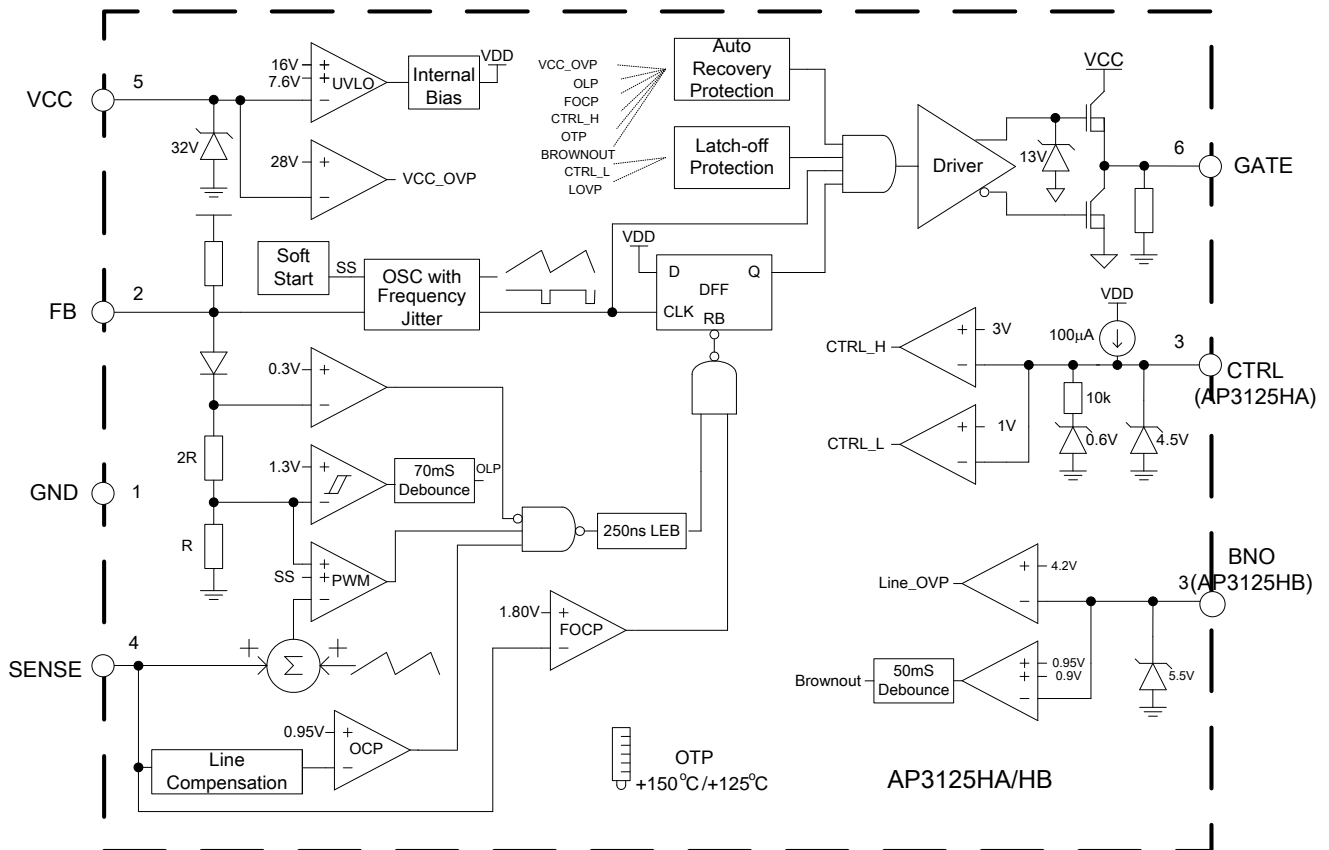 VCC
5
16V
7.6V
+
+
−
UVLO
Internal
Bias
VDD
32V
28V
+
−
VCC_OVP
VCC_OVP
OLP
FOCP
CTRL_H
OTP
BROWNOUT
CTRL_L
LOVP
Auto
Recovery
Protection
Latch-off
Protection
Driver
VCC
13V
6
GATE
Soft
Start
SS
OSC with
Frequency
Jitter
VDD
D
Q
DFF
CLK
RB
FB
2
0.3V
+
−
2R
1.3V
+
−
70mS
Debounce
OLP
GND
1
R
SS
+
+
−
PWM
250ns LEB
CTRL_H
+
−
3V
VDD
100μA
3
CTRL
(AP3125HA)
CTRL_L
+
−
1V
10k
0.6V
4.5V
SENSE
4
+
Σ
+
1.80V
+
−
FOCP
0.95V
+
−
OCP
Line
Compensation
Line_OVP
+
−
4.2V
BNO
3(AP3125HB)
Brownout
50mS
Debounce
+
+
−
0.95V
0.9V
5.5V
OTP
+150°C/+125°C
AP3125HA/HB